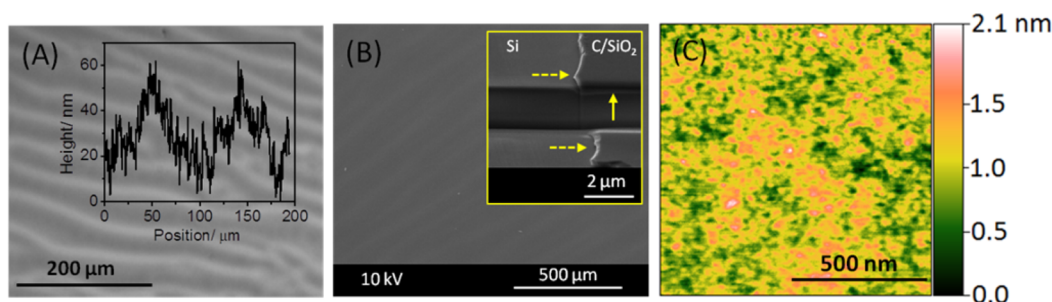 (A)
60
40
20
0
Height/ nm
0 50 100 150 200
Position/ μm
200 μm
(B)
Si
C/SiO₂
2 μm
10 kV
500 μm
(C)
500 nm
2.1 nm
1.5
1.0
0.5
0.0